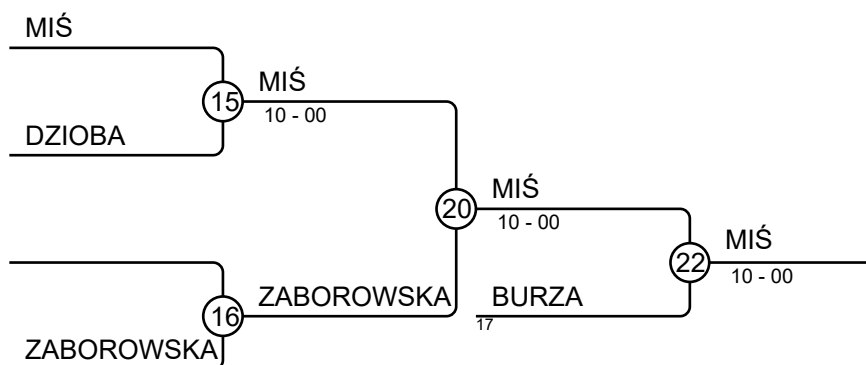 MIŚ
15
MIŚ
10 - 00
DZIOBA
20
MIŚ
10 - 00
22
MIŚ
10 - 00
16
ZABOROWSKA
BURZA
17
ZABOROWSKA